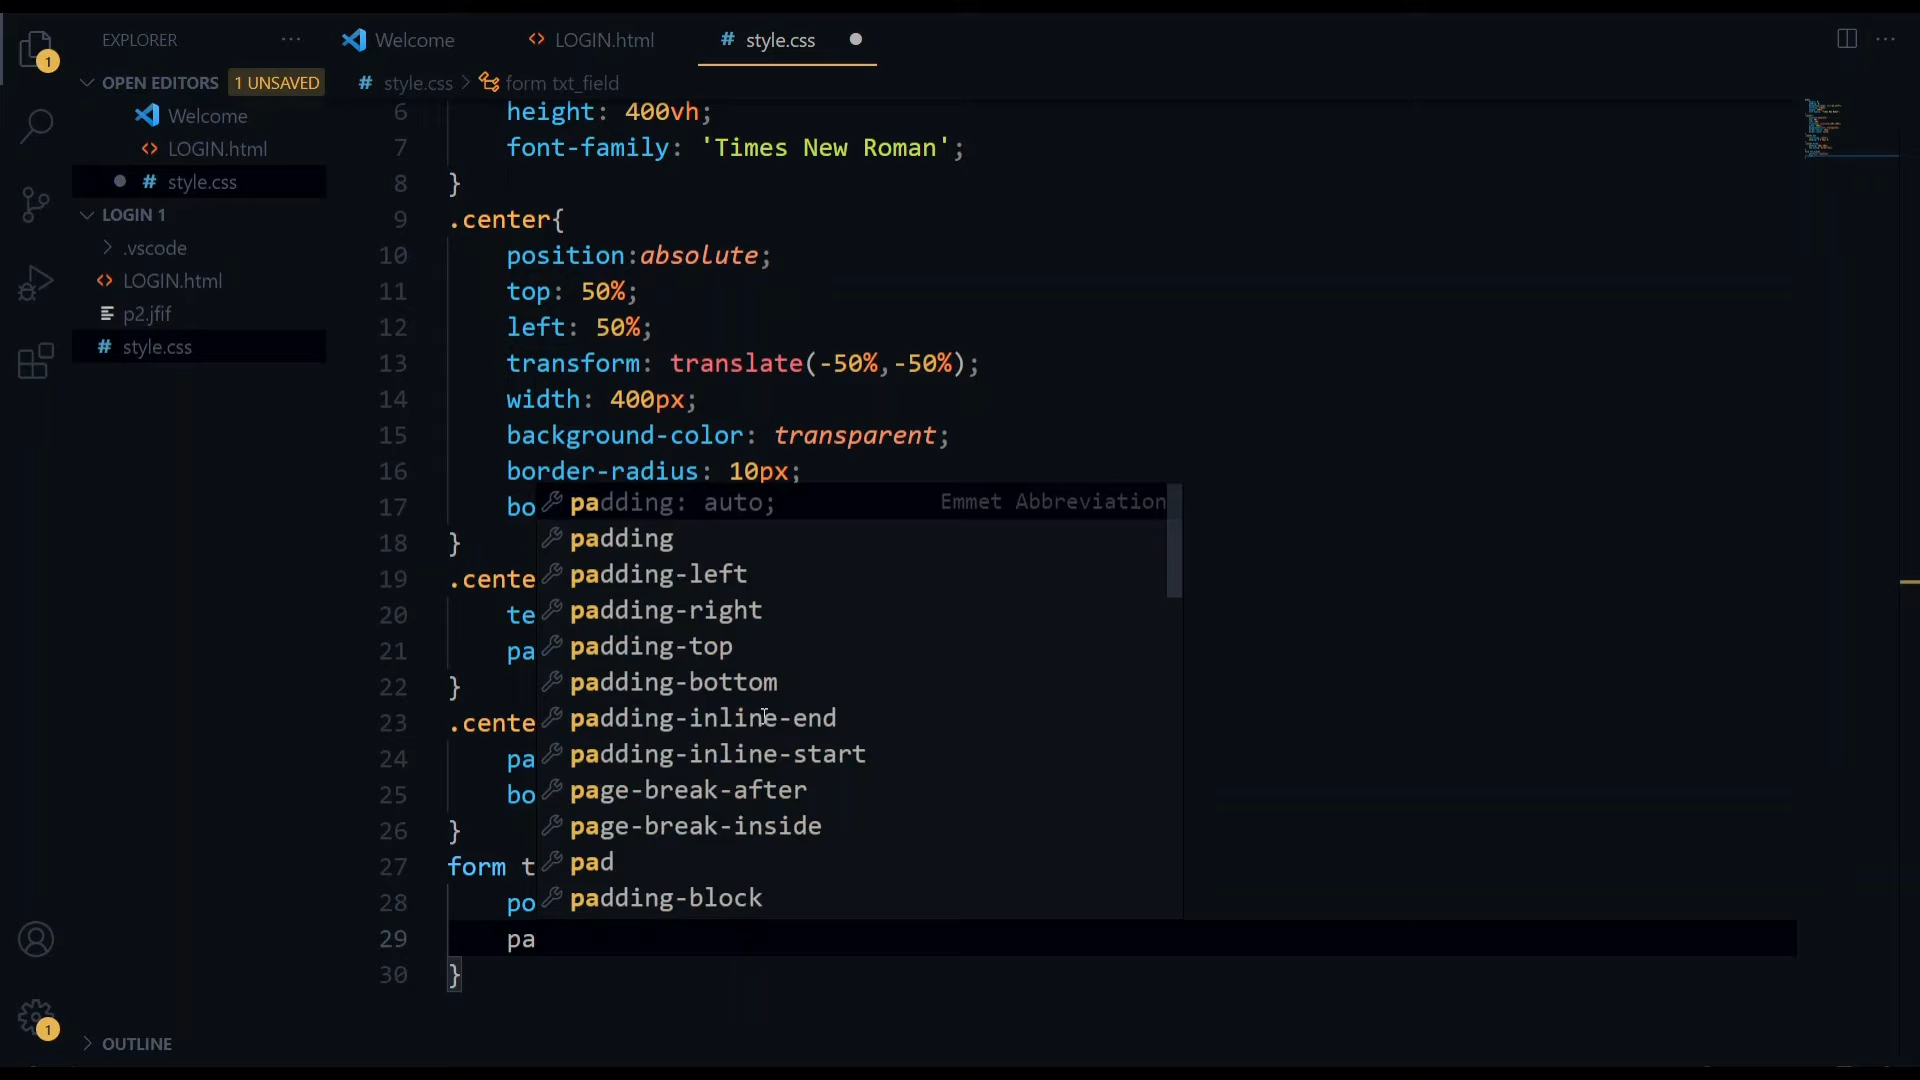 EXPLORER ···
OPEN EDITORS 1 UNSAVED
Welcome
LOGIN.html
# style.css
LOGIN 1
.vscode
LOGIN.html
p2.jfif
# style.css
OUTLINE
1
1
Welcome
LOGIN.html
# style.css
# style.css > form txt_field
6 height: 400vh;
7 font-family: 'Times New Roman';
8 }
9 .center{
10 position:absolute;
11 top: 50%;
12 left: 50%;
13 transform: translate(-50%,-50%);
14 width: 400px;
15 background-color: transparent;
16 border-radius: 10px;
17 bo
18 }
19 .cente
20 te
21 pa
22 }
23 .cente
24 pa
25 bo
26 }
27 form t
28 po
29 pa
30 }
padding: auto; Emmet Abbreviation
padding
padding-left
padding-right
padding-top
padding-bottom
padding-inline-end
padding-inline-start
page-break-after
page-break-inside
pad
padding-block